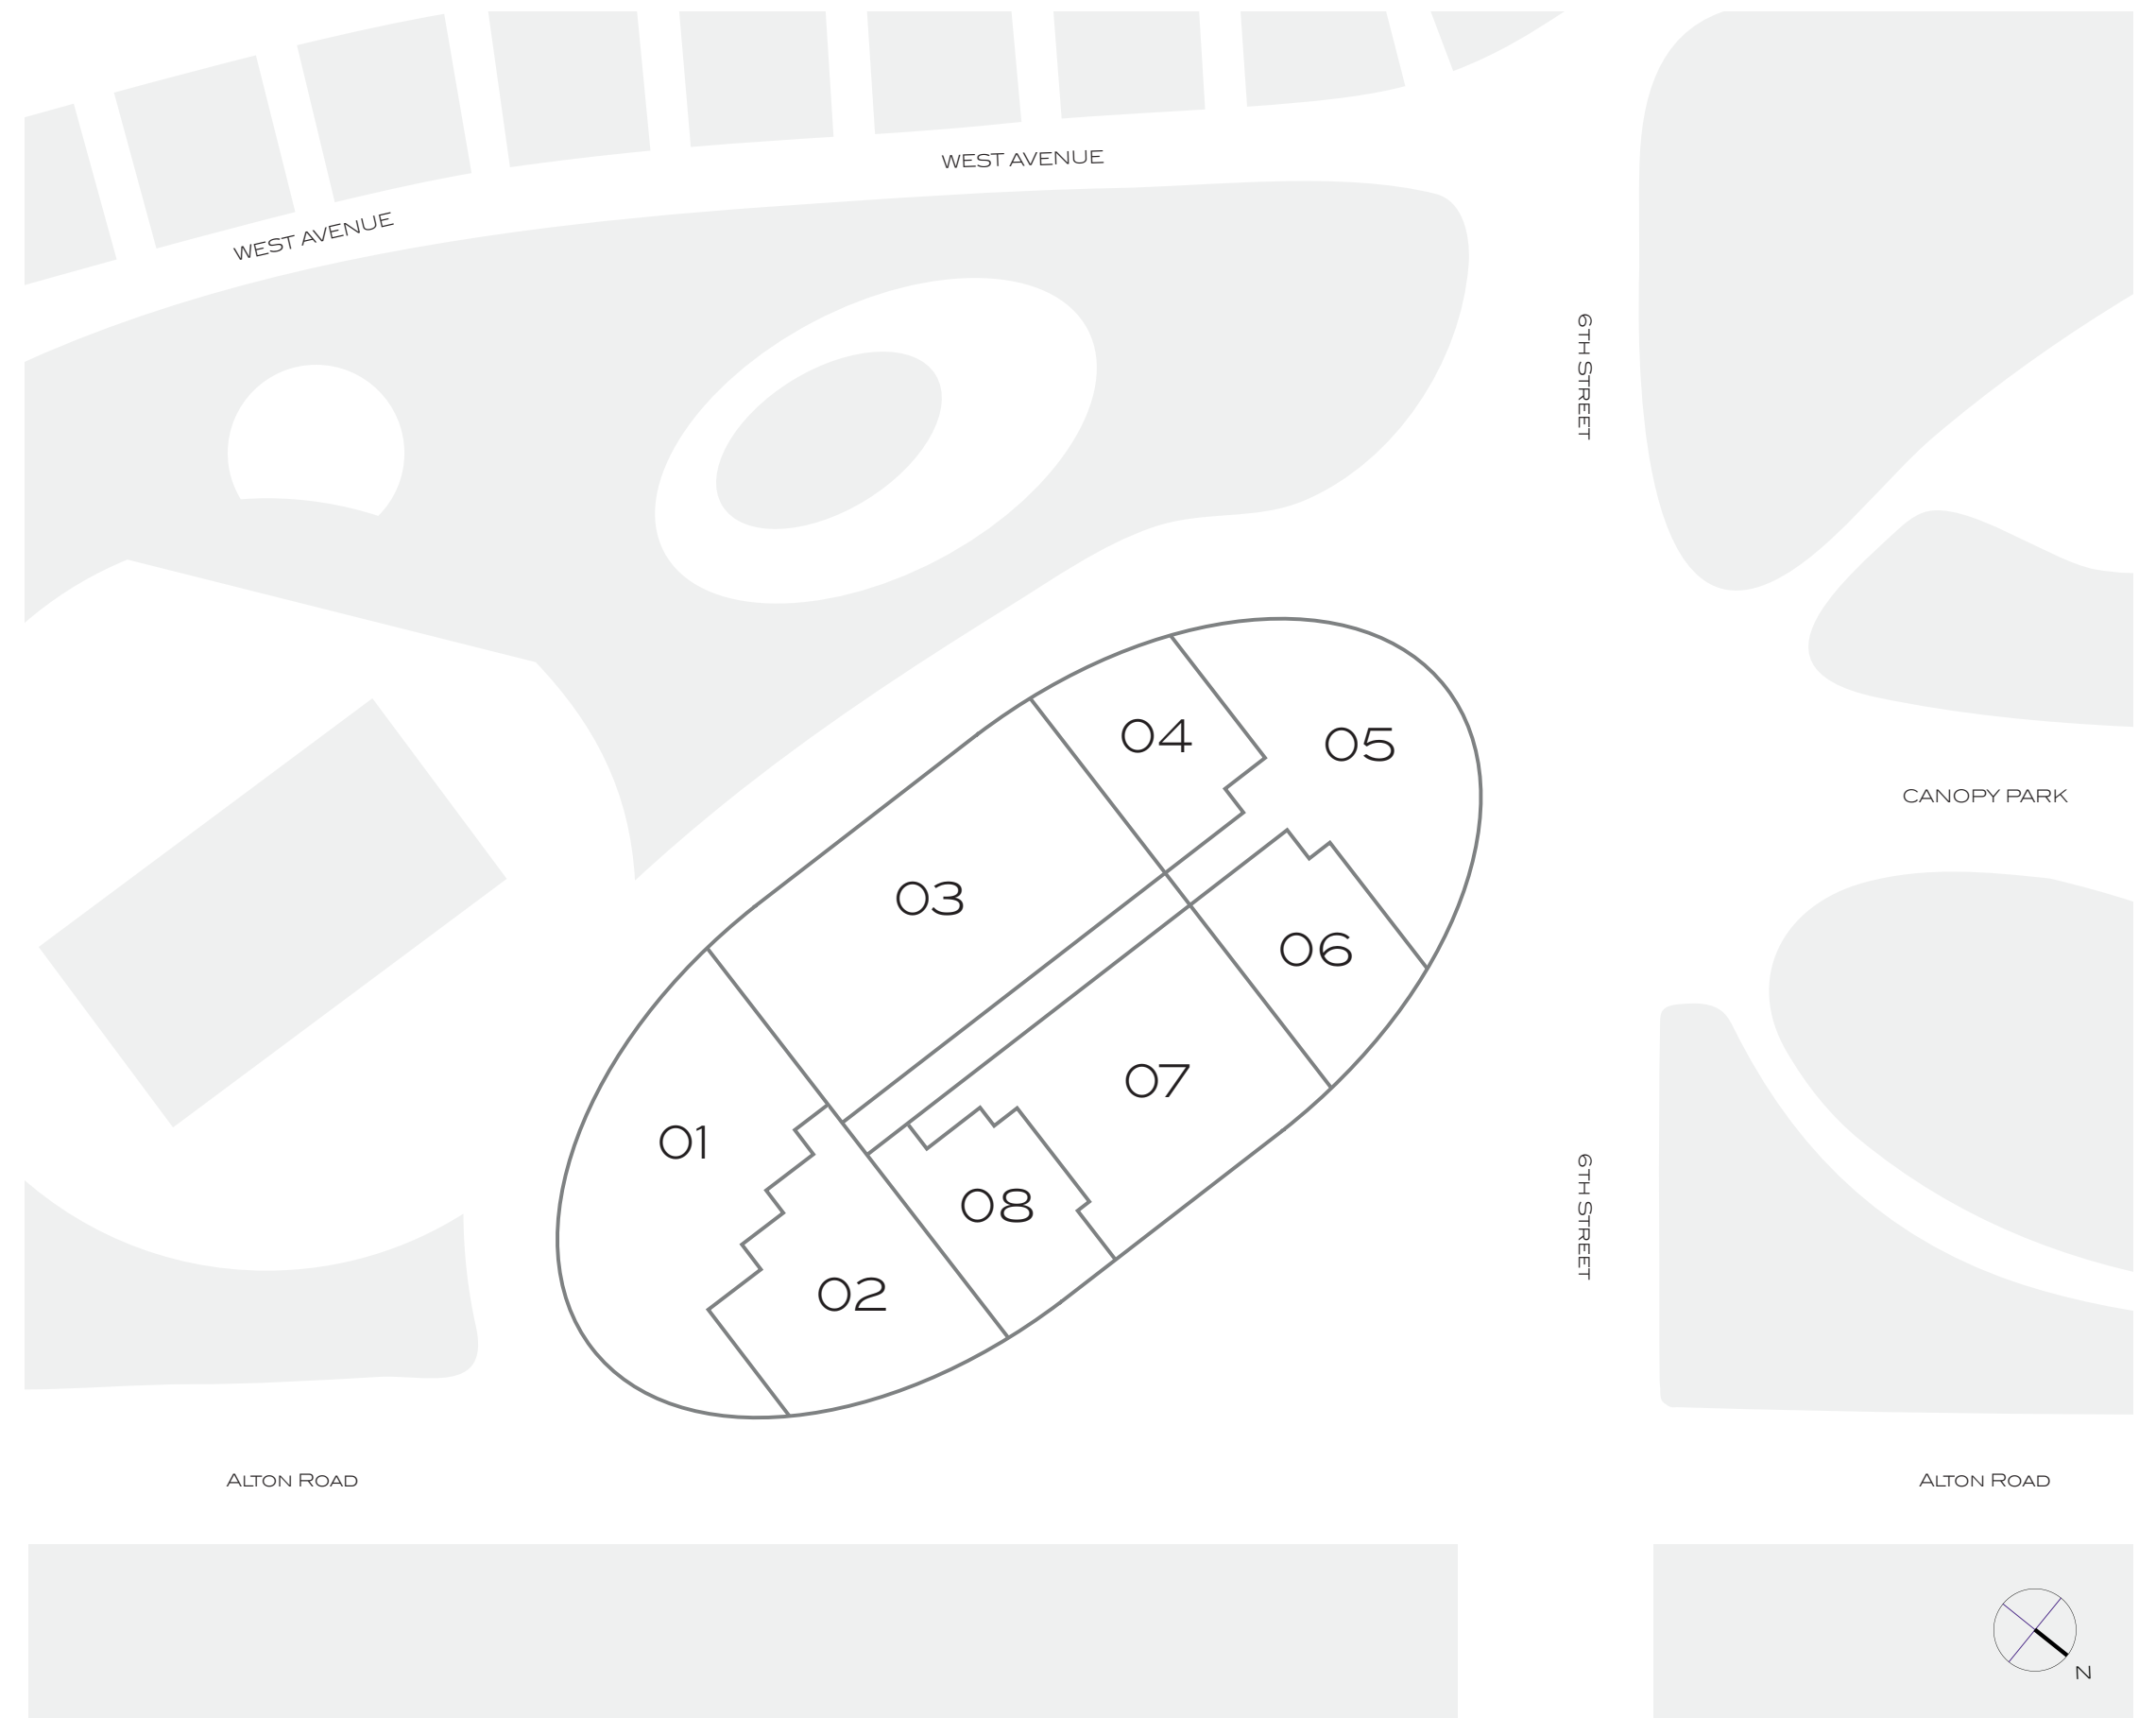 WEST AVENUE
WEST AVENUE
6TH STREET
04
05
CANOPY PARK
03
06
07
01
08
6TH STREET
02
ALTON ROAD
ALTON ROAD
N